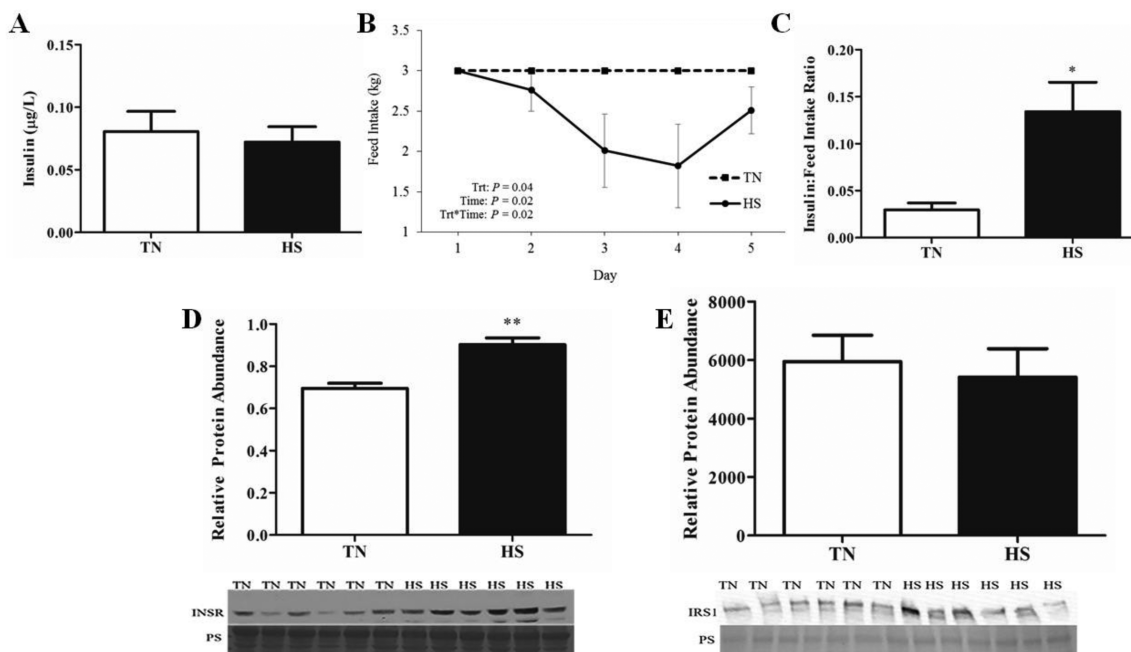 A
Insulin (µg/L)
0.15
0.10
0.05
0.00
TN HS
B
Feed Intake (kg)
3.5
3
2.5
2
1.5
1
Trt: P = 0.04
Time: P = 0.02
Trt*Time: P = 0.02
TN
HS
1 2 3 4 5
Day
C
Insulin:Feed Intake Ratio
0.20
0.15
0.10
0.05
0.00
*
TN HS
D
Relative Protein Abundance
1.0
0.8
0.6
0.4
0.2
0.0
**
TN HS
TN TN TN TN TN TN HS HS HS HS HS HS
INSR
PS
E
Relative Protein Abundance
8000
6000
4000
2000
0
TN HS
TN TN TN TN TN TN HS HS HS HS HS HS
IRS1
PS